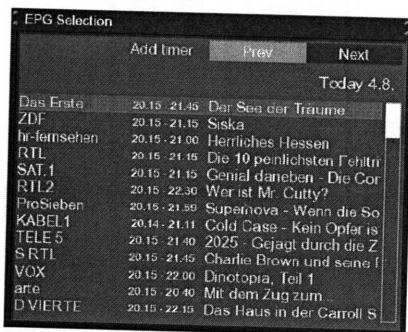 EPG Selection
Add timer Prev Next
Today 4.8.
Das Erste 20.15 - 21.45 Der See der Träume
ZDF 20.15 - 21.15 Siska
hr-fernsehen 20.15 - 21.00 Herrliches Hessen
RTL 20.15 - 21.15 Die 10 peinlichsten Fehltri
SAT.1 20.15 - 21.15 Genial daneben - Die Cor
RTL2 20.15 - 22.30 Wer ist Mr. Cutty?
ProSieben 20.15 - 21.59 Supernova - Wenn die So
KABEL1 20.14 - 21.11 Cold Case - Kein Opfer is
TELE 5 20.15 - 21.40 2025 - Gejagt durch die Z
S RTL 20.15 - 21.45 Charlie Brown und seine f
VOX 20.15 - 22.00 Dinotopia, Teil 1
arte 20.15 - 20.40 Mit dem Zug zum...
D VIERTE 20.15 - 22.15 Das Haus in der Carroll S